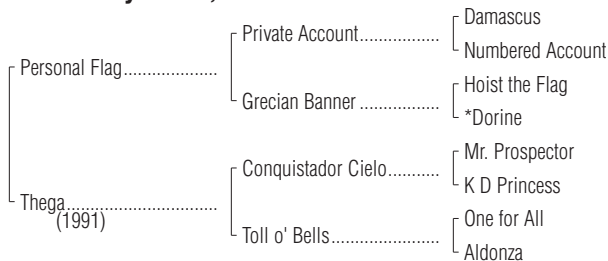 Damascus
Private Account..................
Numbered Account
Personal Flag.....................
Hoist the Flag
Grecian Banner ..................
*Dorine
Mr. Prospector
Conquistador Cielo...........
K D Princess
Thega.................................
(1991)
One for All
Toll o' Bells........................
Aldonza